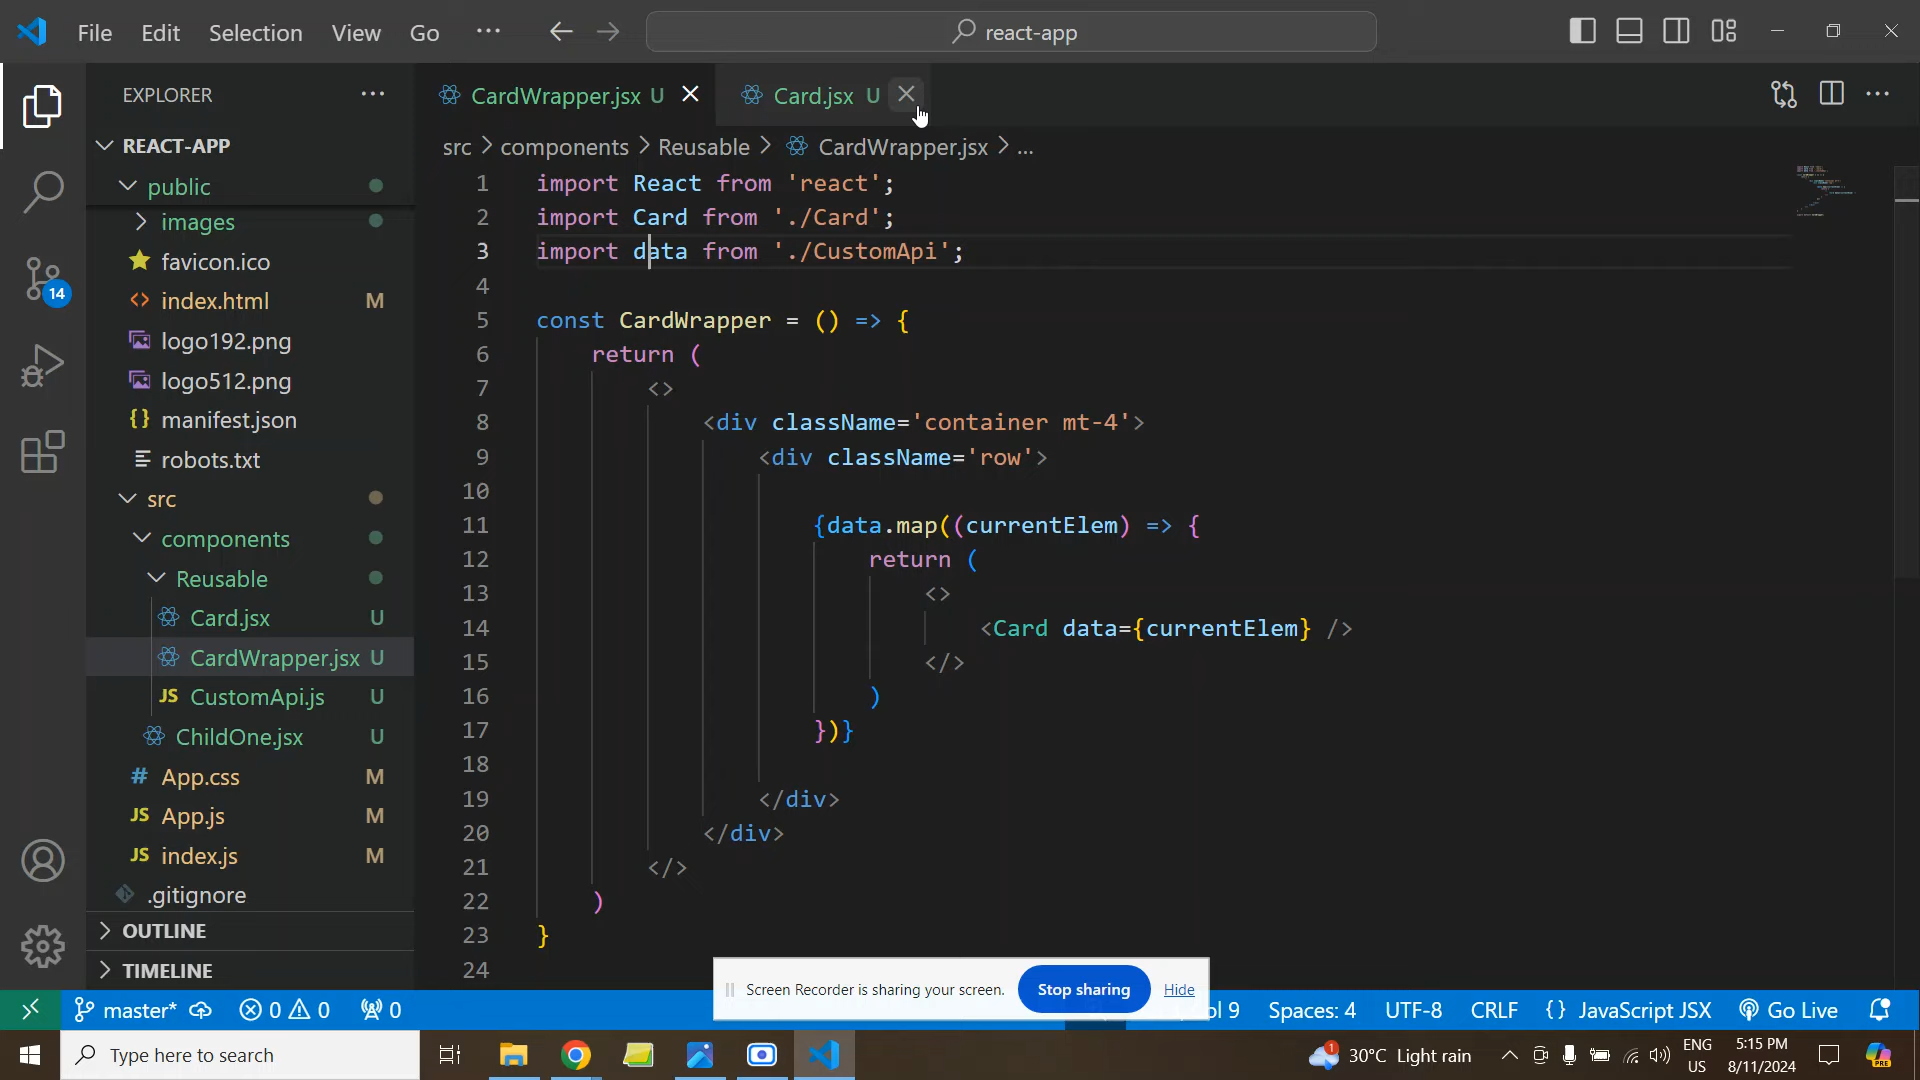 File Edit Selection View Go ··· react-app
EXPLORER ···
CardWrapper.jsx U
Card.jsx U
src > components > Reusable > CardWrapper.jsx > ...
REACT-APP
public
images
favicon.ico
index.html M
logo192.png
logo512.png
manifest.json
robots.txt
src
components
Reusable
Card.jsx U
CardWrapper.jsx U
CustomApi.js U
ChildOne.jsx U
App.css M
App.js M
index.js M
.gitignore
OUTLINE
TIMELINE
14
1 import React from 'react';
2 import Card from './Card';
3 import data from './CustomApi';
4
5 const CardWrapper = () => {
6 return (
7 <>
8 <div className='container mt-4'>
9 <div className='row'>
10
11 {data.map((currentElem) => {
12 return (
13 <>
14 <Card data={currentElem} />
15 </>
16 )
17 })}
18
19 </div>
20 </div>
21 </>
22 )
23 }
24
Screen Recorder is sharing your screen. Stop sharing Hide
master* 0 0 0 ol 9 Spaces: 4 UTF-8 CRLF {} JavaScript JSX Go Live
Type here to search
1 30°C Light rain
ENG
US
5:15 PM
8/11/2024
PRE